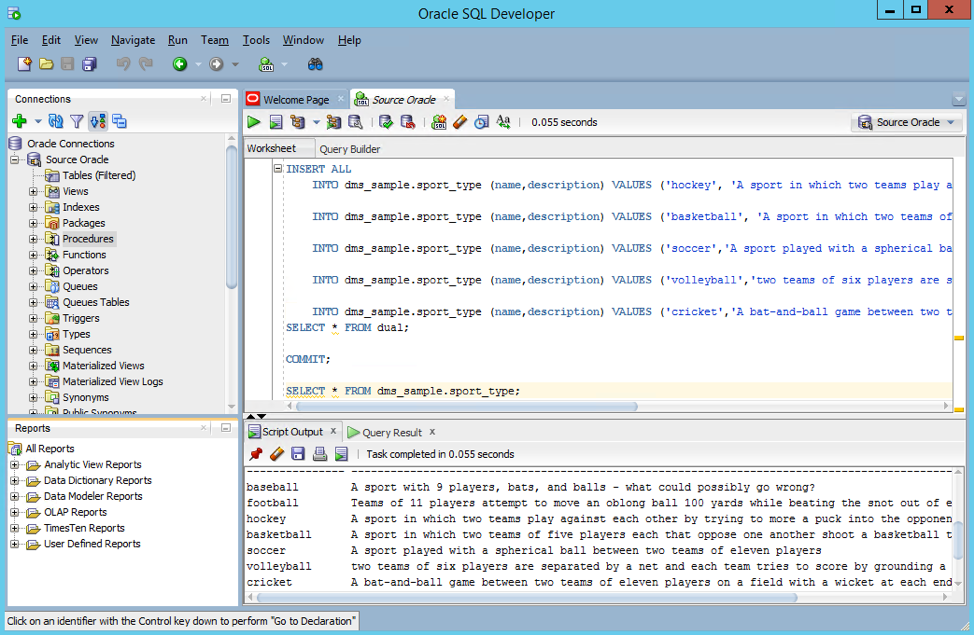 Oracle SQL Developer
File Edit View Navigate Run Team Tools Window Help
Connections
Oracle Connections
Source Oracle
Tables (Filtered)
Views
Indexes
Packages
Procedures
Functions
Operators
Queues
Queues Tables
Triggers
Types
Sequences
Materialized Views
Materialized View Logs
Synonyms
Public Synonyms
Reports
All Reports
Analytic View Reports
Data Dictionary Reports
Data Modeler Reports
OLAP Reports
TimesTen Reports
User Defined Reports
Welcome Page Source Oracle
SQL Aa 0.055 seconds Source Oracle
Worksheet Query Builder
INSERT ALL
INTO dms_sample.sport_type (name,description) VALUES ('hockey', 'A sport in which two teams play a
INTO dms_sample.sport_type (name,description) VALUES ('basketball', 'A sport in which two teams of
INTO dms_sample.sport_type (name,description) VALUES ('soccer','A sport played with a spherical ba
INTO dms_sample.sport_type (name,description) VALUES ('volleyball','two teams of six players are s
INTO dms_sample.sport_type (name,description) VALUES ('cricket','A bat-and-ball game between two t
SELECT * FROM dual;
COMMIT;
SELECT * FROM dms_sample.sport_type;
Script Output Query Result
Task completed in 0.055 seconds
baseball A sport with 9 players, bats, and balls - what could possibly go wrong?
football Teams of 11 players attempt to move an oblong ball 100 yards while beating the snot out of e
hockey A sport in which two teams play against each other by trying to more a puck into the opponen
basketball A sport in which two teams of five players each that oppose one another shoot a basketball t
soccer A sport played with a spherical ball between two teams of eleven players
volleyball two teams of six players are separated by a net and each team tries to score by grounding a
cricket A bat-and-ball game between two teams of eleven players on a field with a wicket at each end
Click on an identifier with the Control key down to perform "Go to Declaration"